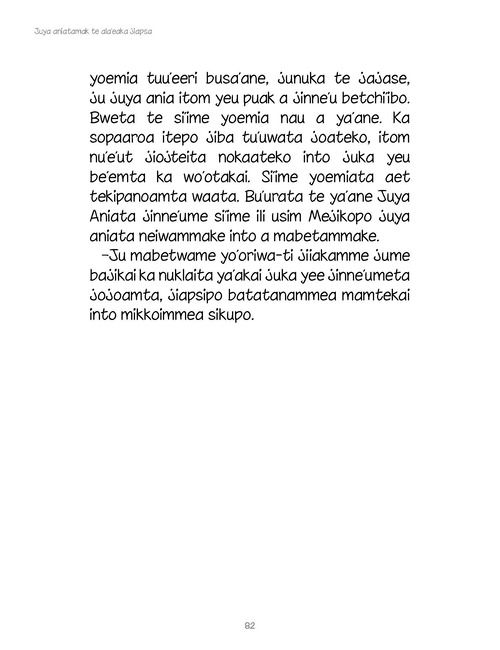 Juya aniatamak te ala'eaka jiapsa
yoemia tuu'eeri busa'ane, junuka te jajase,
ju juya ania itom yeu puak a jinne'u betchi'ibo.
Bweta te si'ime yoemia nau a ya'ane. Ka
sopaaroa itepo jiba tu'uwata joateko, itom
nu'e'ut jiojteita nokaateko into juka yeu
be'emta ka wo'otakai. Si'ime yoemiata aet
tekipanoamta waata. Bu'urata te ya'ane Juya
Aniata jinne'ume si'ime ili usim Mejikopo juya
aniata neiwammake into a mabetammake.
–Ju mabetwame yo'oriwa-ti jiiakamme jume
bajikai ka nuklaita ya'akai juka yee jinne'umeta
jojoamta, jiapsipo batatanammea mamtekai
into mikkoimmea sikupo.
82